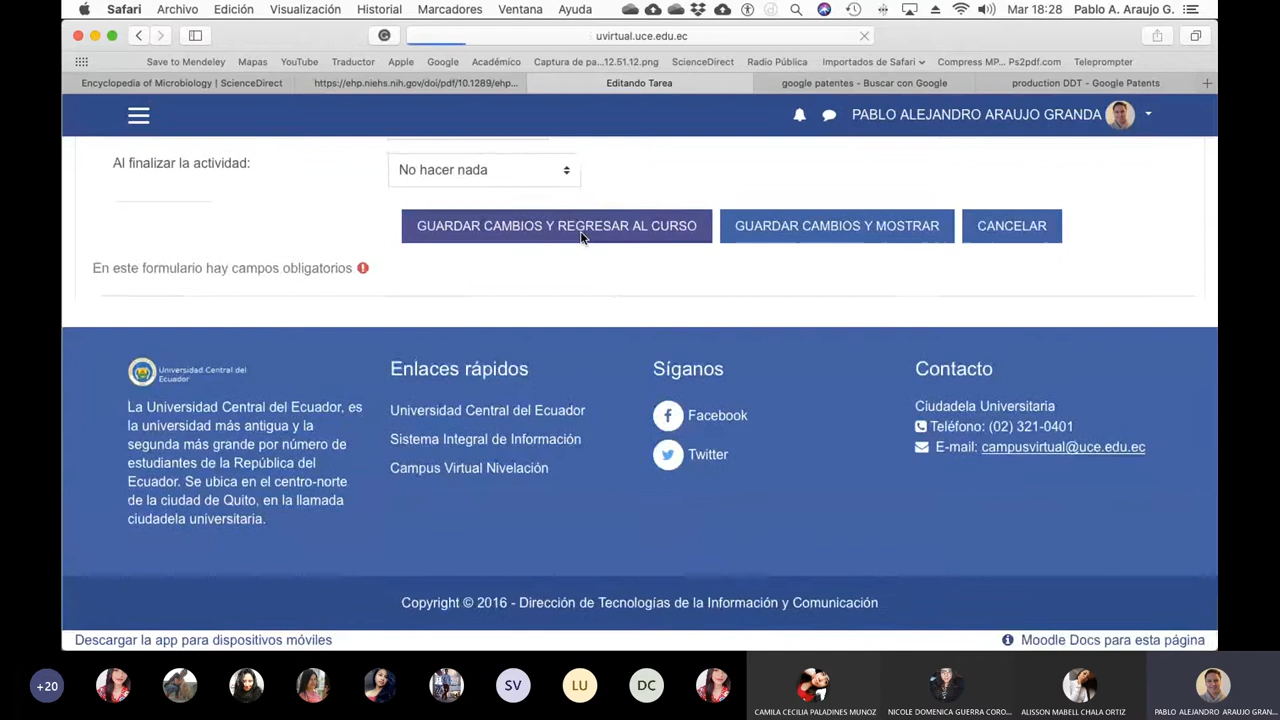 Safari Archivo Edición Visualización Historial Marcadores Ventana Ayuda Mar 18:28 Pablo A. Araujo G.
uvirtual.uce.edu.ec
Save to Mendeley Mapas YouTube Traductor Apple Google Académico Captura de pa...12.51.12.png ScienceDirect Radio Pública Importados de Safari Compress MP... Ps2pdf.com Teleprompter
Encyclopedia of Microbiology | ScienceDirect https://ehp.niehs.nih.gov/doi/pdf/10.1289/ehp... Editando Tarea google patentes - Buscar con Google production DDT - Google Patents
PABLO ALEJANDRO ARAUJO GRANDA
Al finalizar la actividad:
No hacer nada
GUARDAR CAMBIOS Y REGRESAR AL CURSO GUARDAR CAMBIOS Y MOSTRAR CANCELAR
En este formulario hay campos obligatorios
Universidad Central del
Ecuador
La Universidad Central del Ecuador, es
la universidad más antigua y la
segunda más grande por número de
estudiantes de la República del
Ecuador. Se ubica en el centro-norte
de la ciudad de Quito, en la llamada
ciudadela universitaria.
Enlaces rápidos
Universidad Central del Ecuador
Sistema Integral de Información
Campus Virtual Nivelación
Síganos
Facebook
Twitter
Contacto
Ciudadela Universitaria
Teléfono: (02) 321-0401
E-mail: campusvirtual@uce.edu.ec
Copyright © 2016 - Dirección de Tecnologías de la Información y Comunicación
Descargar la app para dispositivos móviles Moodle Docs para esta página
+20 SV LU DC
CAMILA CECILIA PALADINES MUNOZ NICOLE DOMENICA GUERRA CORO... ALISSON MABELL CHALA ORTIZ PABLO ALEJANDRO ARAUJO GRAN...